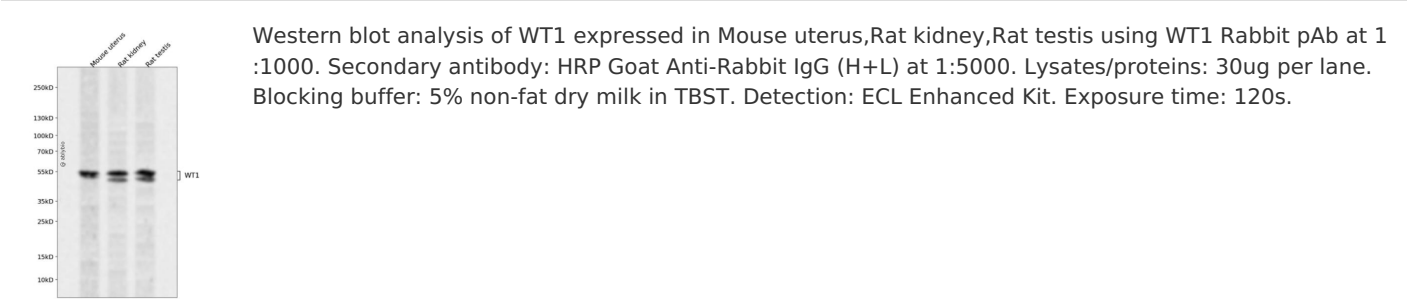 Mouse uterus
Rat kidney
Rat testis
250kD
130kD
100kD
70kD
55kD
35kD
25kD
15kD
10kD
WT1
Western blot analysis of WT1 expressed in Mouse uterus,Rat kidney,Rat testis using WT1 Rabbit pAb at 1
:1000. Secondary antibody: HRP Goat Anti-Rabbit IgG (H+L) at 1:5000. Lysates/proteins: 30ug per lane.
Blocking buffer: 5% non-fat dry milk in TBST. Detection: ECL Enhanced Kit. Exposure time: 120s.